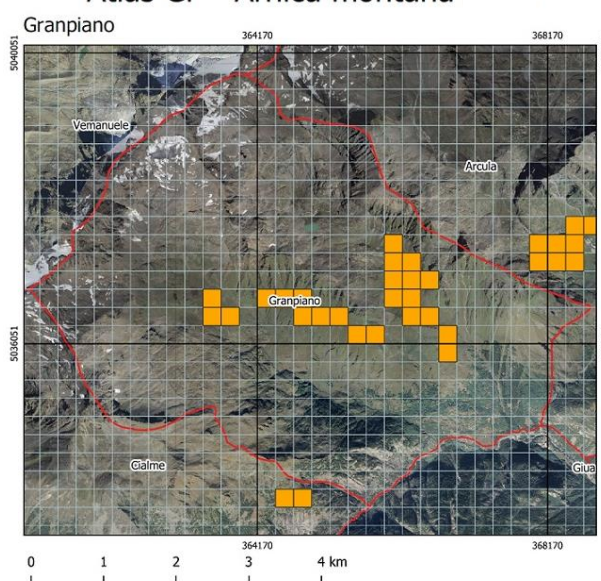 Granpiano
364170
368170
5040051
Vemanuele
Arcula
Granpiano
5036051
Cialme
Giua
364170
368170
0 1 2 3 4 km